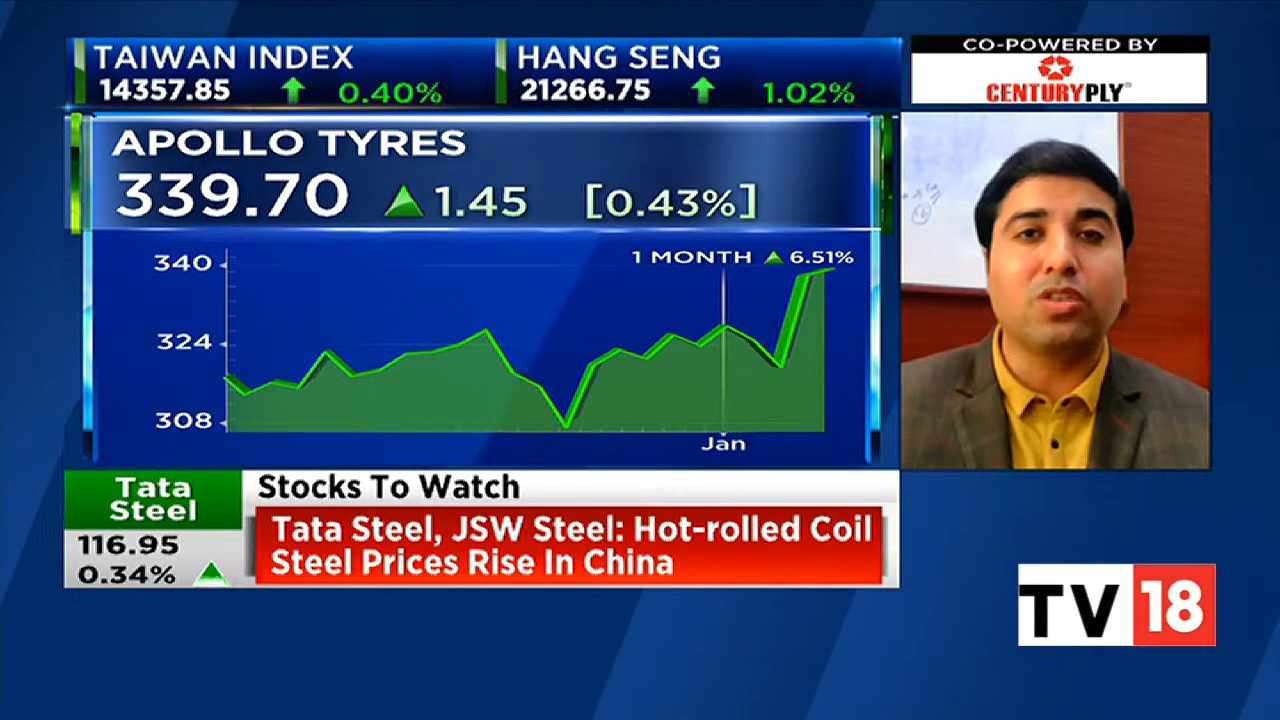 TAIWAN INDEX
14357.85 0.40%
HANG SENG
21266.75 1.02%
CO-POWERED BY
CENTURYPLY
APOLLO TYRES
339.70 1.45 [0.43%]
1 MONTH 6.51%
340
324
308
Jan
Tata
Steel
116.95
0.34%
Stocks To Watch
Tata Steel, JSW Steel: Hot-rolled Coil
Steel Prices Rise In China
TV18